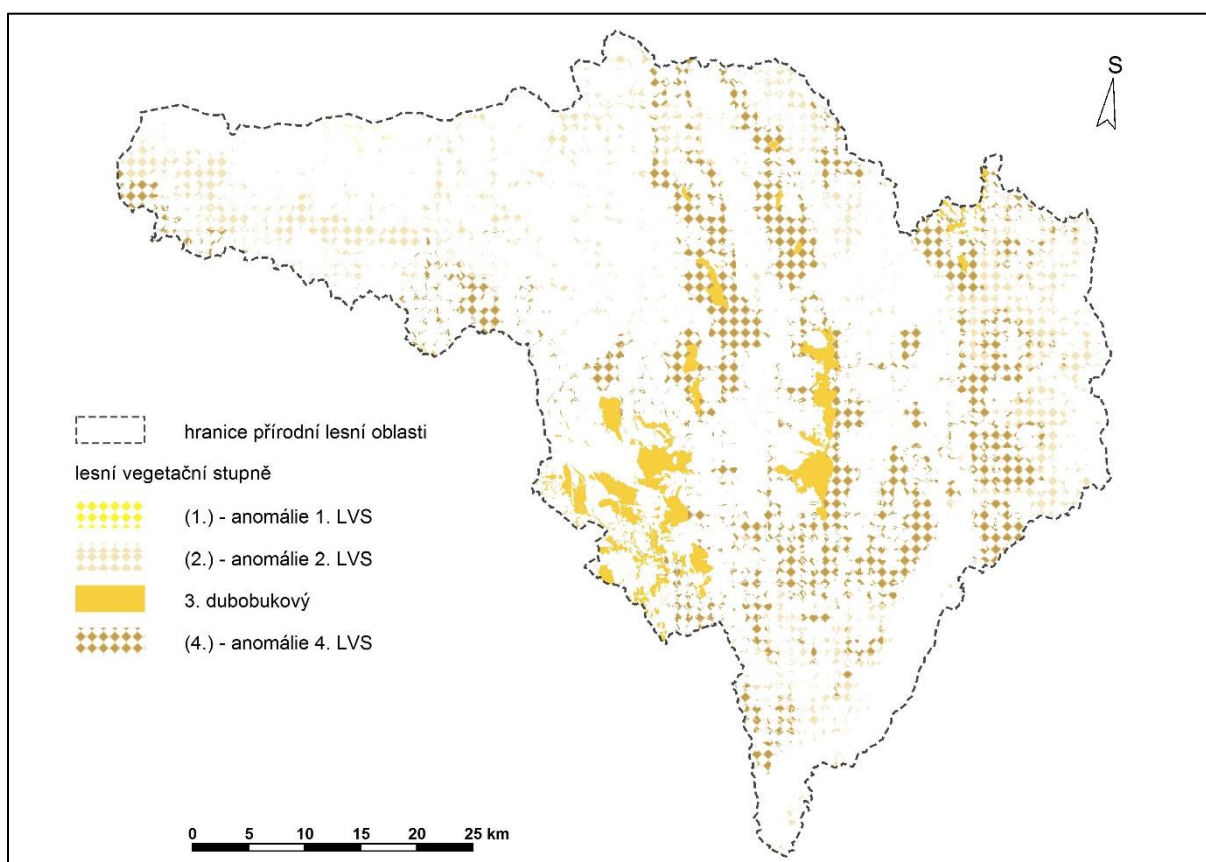 S
hranice přírodní lesní oblasti
lesní vegetační stupně
(1.) - anomálie 1. LVS
(2.) - anomálie 2. LVS
3. dubobukový
(4.) - anomálie 4. LVS
0 5 10 15 20 25 km